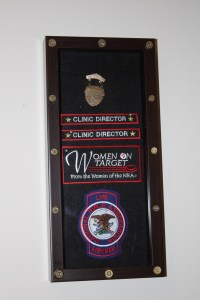 CLINIC DIRECTOR
CLINIC DIRECTOR
WOMEN ON
TARGET
From the Women of the NRA